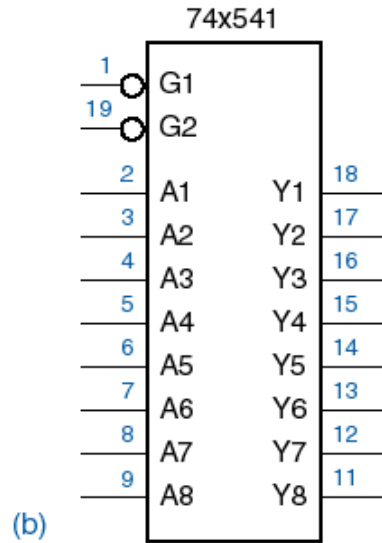 74x541
1 G1
19 G2
2 A1 Y1 18
3 A2 Y2 17
4 A3 Y3 16
5 A4 Y4 15
6 A5 Y5 14
7 A6 Y6 13
8 A7 Y7 12
9 A8 Y8 11
(b)